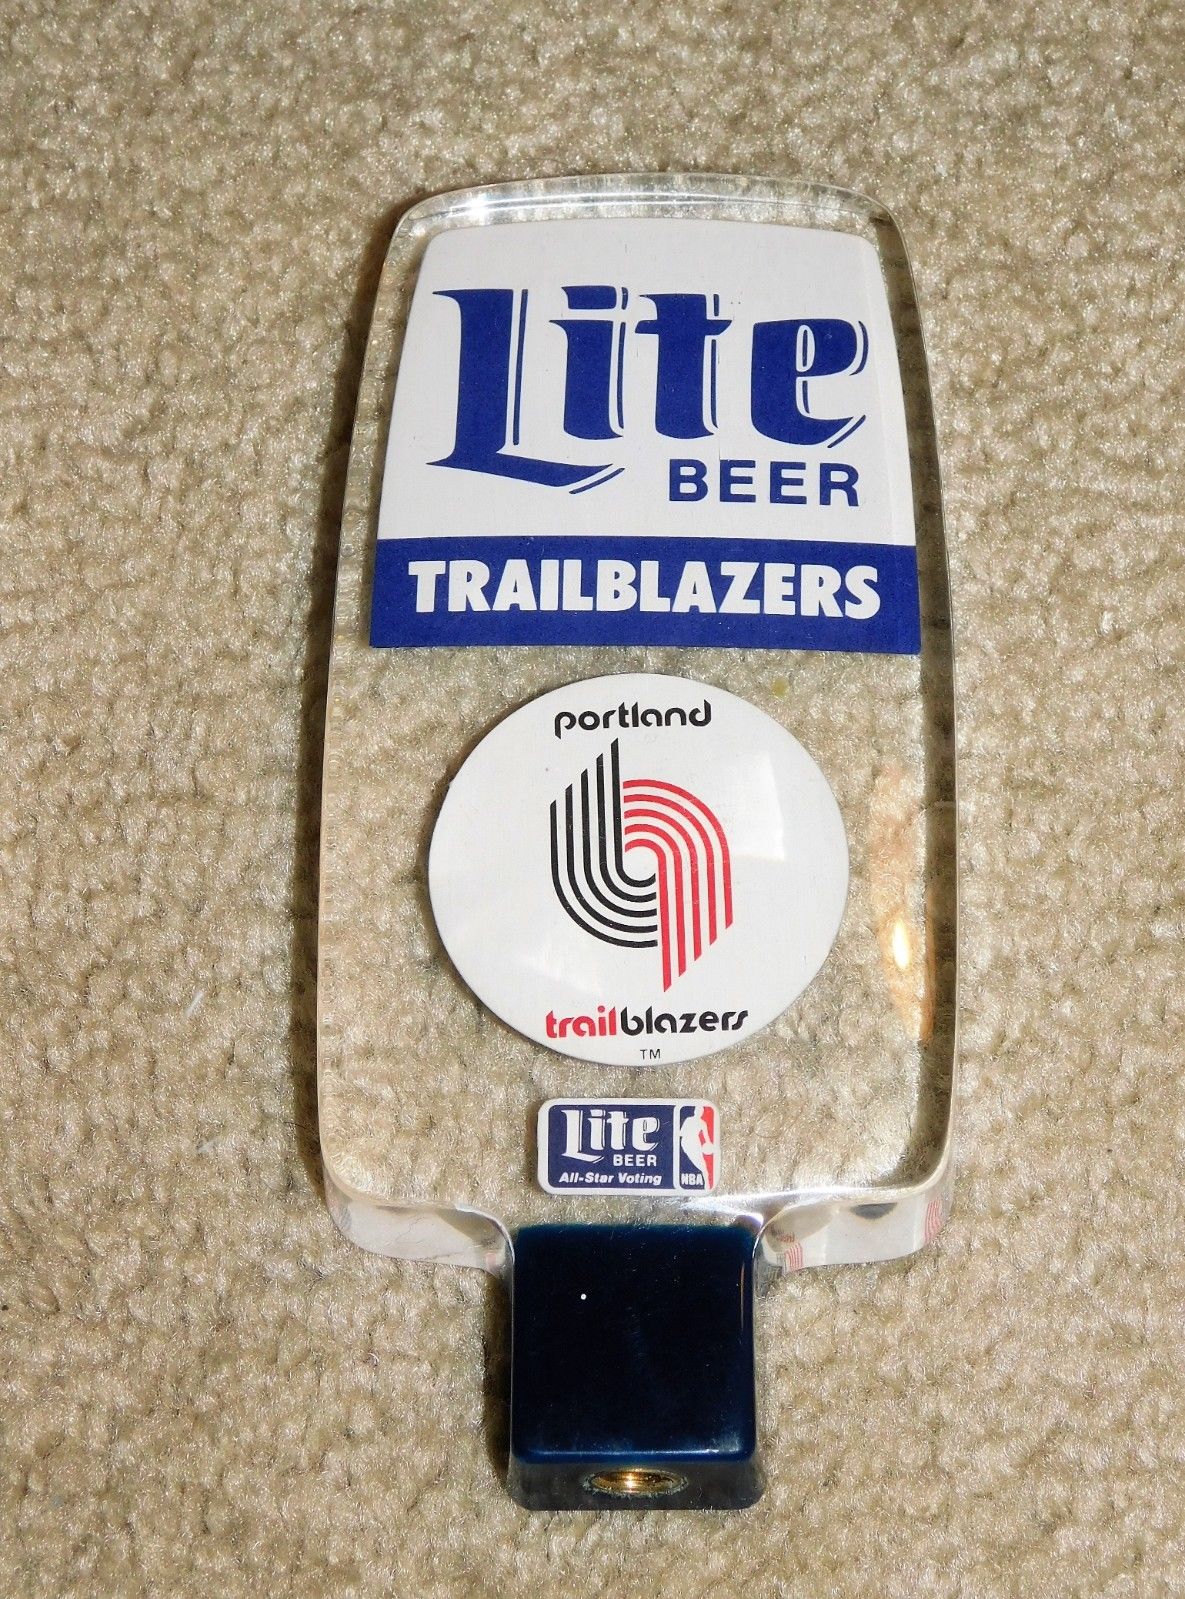 Lite
BEER
TRAILBLAZERS
portland
trailblazers
TM
Lite
BEER
All-Star Voting
NBA